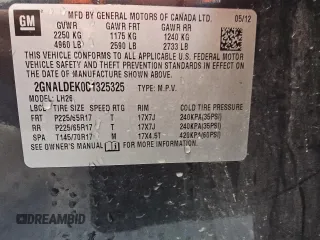 GM
MFD BY GENERAL MOTORS OF CANADA LTD. 05/12
GVWR GAWR FRT GAWR RR
2250 KG 1175 KG 1240 KG
4960 LB 2590 LB 2733 LB
THIS VEHICLE CONFORMS TO ALL APPLICABLE U.S. FEDERAL
MOTOR VEHICLE SAFETY
STANDARDS IN EFFECT ON THE DATE OF
MANUFACTURE SHOWN ABOVE.
2GNALDEK0C1325325 TYPE: M.P.V.
MODEL: LH26
TIRE SIZE SPEED RTG RIM COLD TIRE PRESSURE
FRT P225/65R17 T 17X7J 240KPA(35PSI)
RR P225/65R17 T 17X7J 240KPA(35PSI)
SPA T145/70R17 M 17X4.5T 420KPA(60PSI)
SEE OWNER'S MANUAL FOR MORE INFORMATION.
DREAMBID